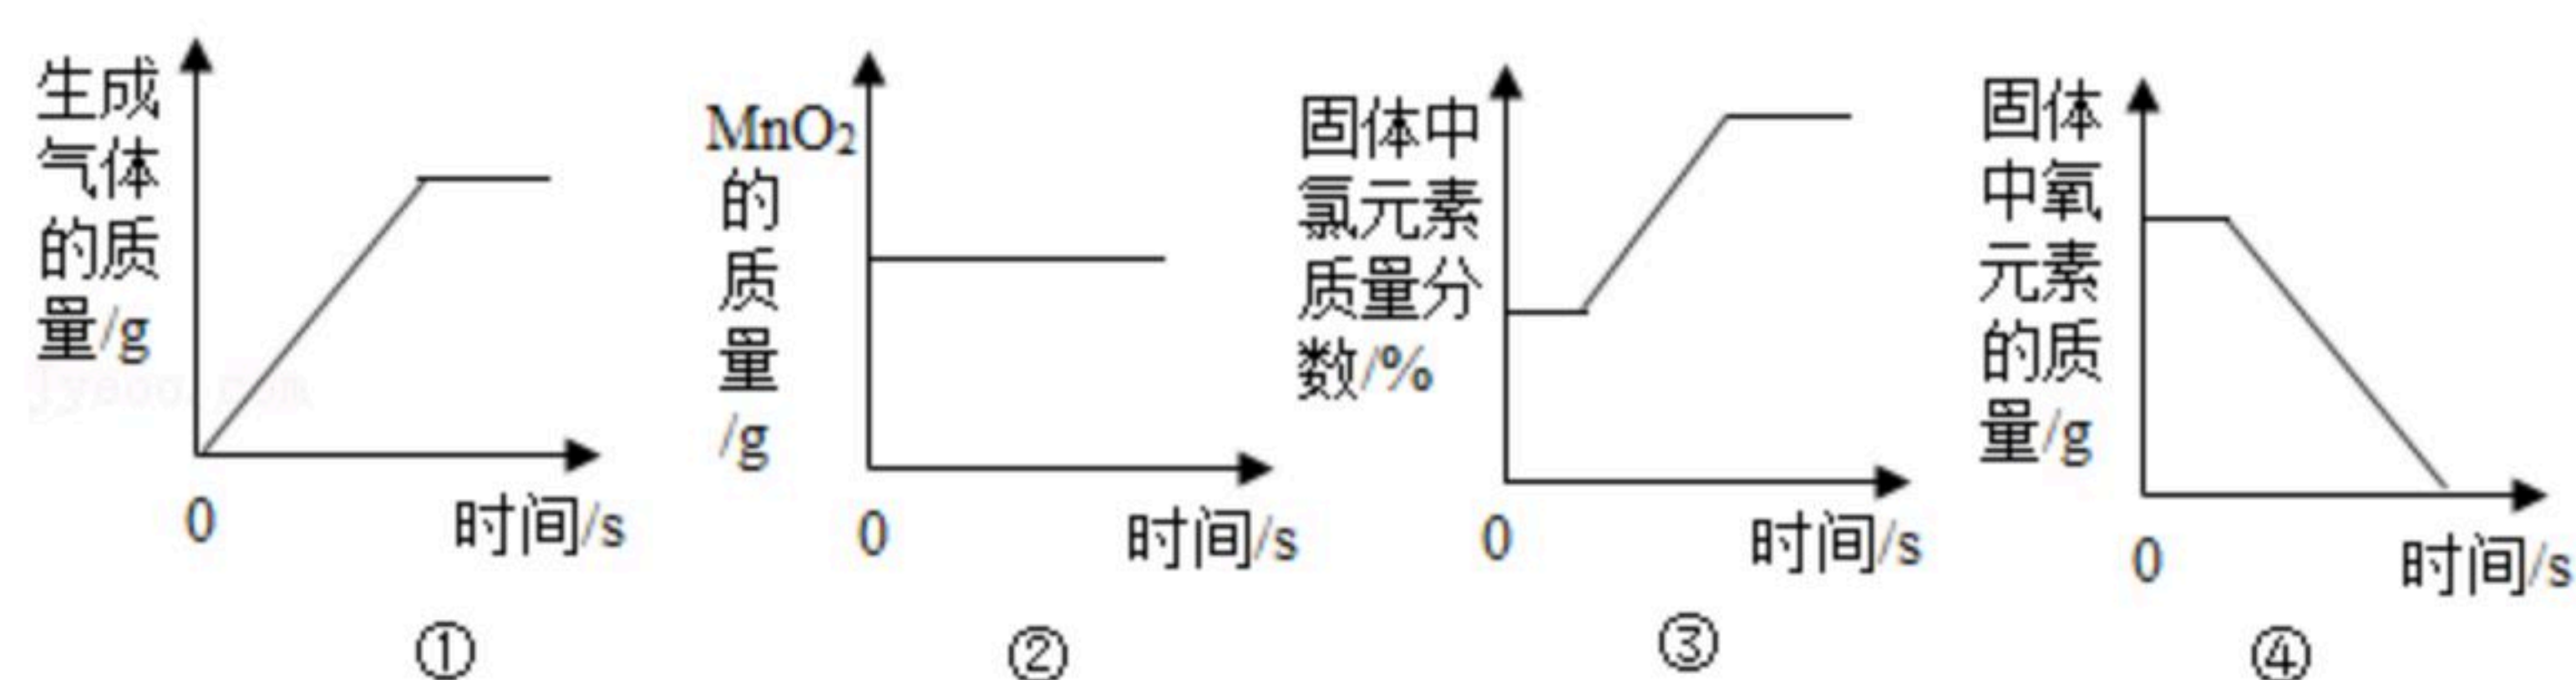 生成
气体
的质
量/g
0
时间/s
①
MnO₂
的
质
量
/g
0
时间/s
②
固体中
氯元素
质量分
数/%
0
时间/s
③
固体
中氧
元素
的质
量/g
0
时间/s
④
jyeoo.com